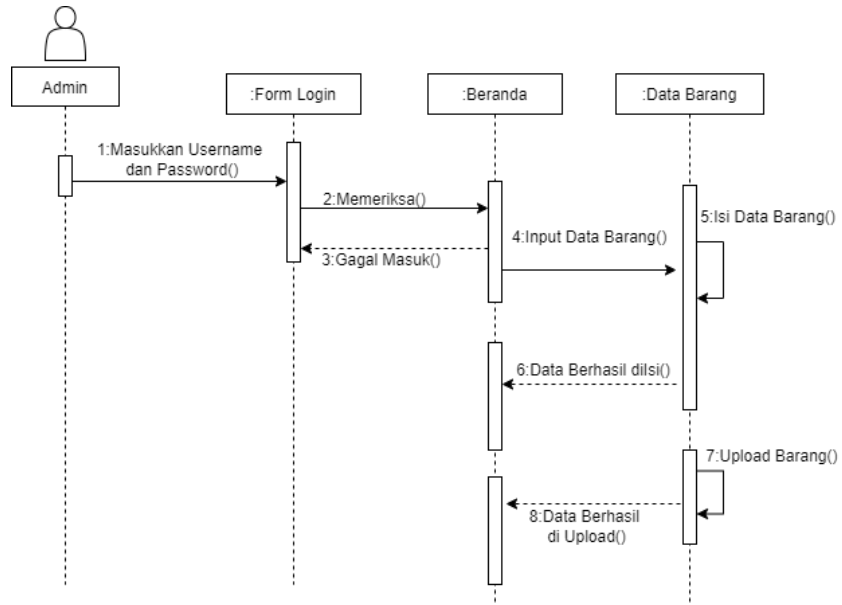 Admin
:Form Login
:Beranda
:Data Barang
1:Masukkan Username
dan Password()
2:Memeriksa()
3:Gagal Masuk()
4:Input Data Barang()
5:Isi Data Barang()
6:Data Berhasil diIsi()
7:Upload Barang()
8:Data Berhasil
di Upload()